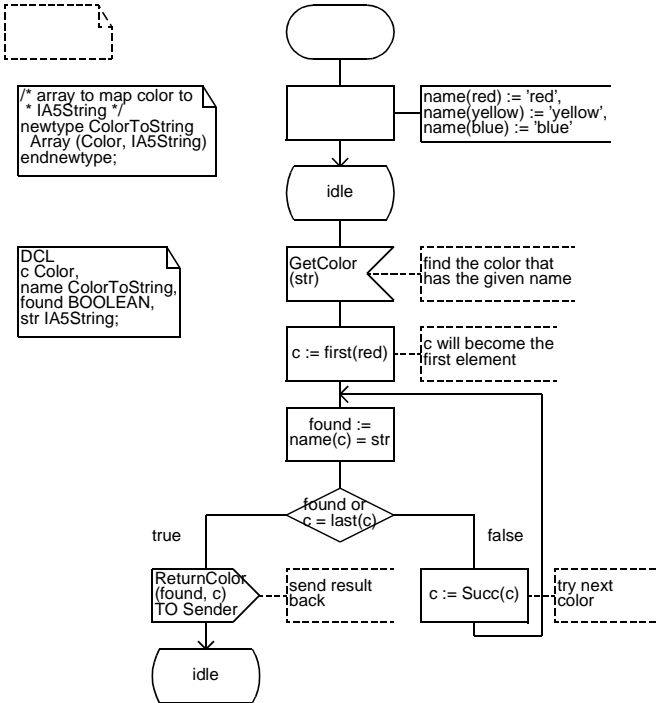 /* array to map color to
* IA5String */
newtype ColorToString
Array (Color, IA5String)
endnewtype;
name(red) := 'red',
name(yellow) := 'yellow',
name(blue) := 'blue'
idle
DCL
c Color,
name ColorToString,
found BOOLEAN,
str IA5String;
GetColor
(str)
find the color that
has the given name
c := first(red)
c will become the
first element
found :=
name(c) = str
found or
c = last(c)
true
false
ReturnColor
(found, c)
TO Sender
send result
back
c := Succ(c)
try next
color
idle